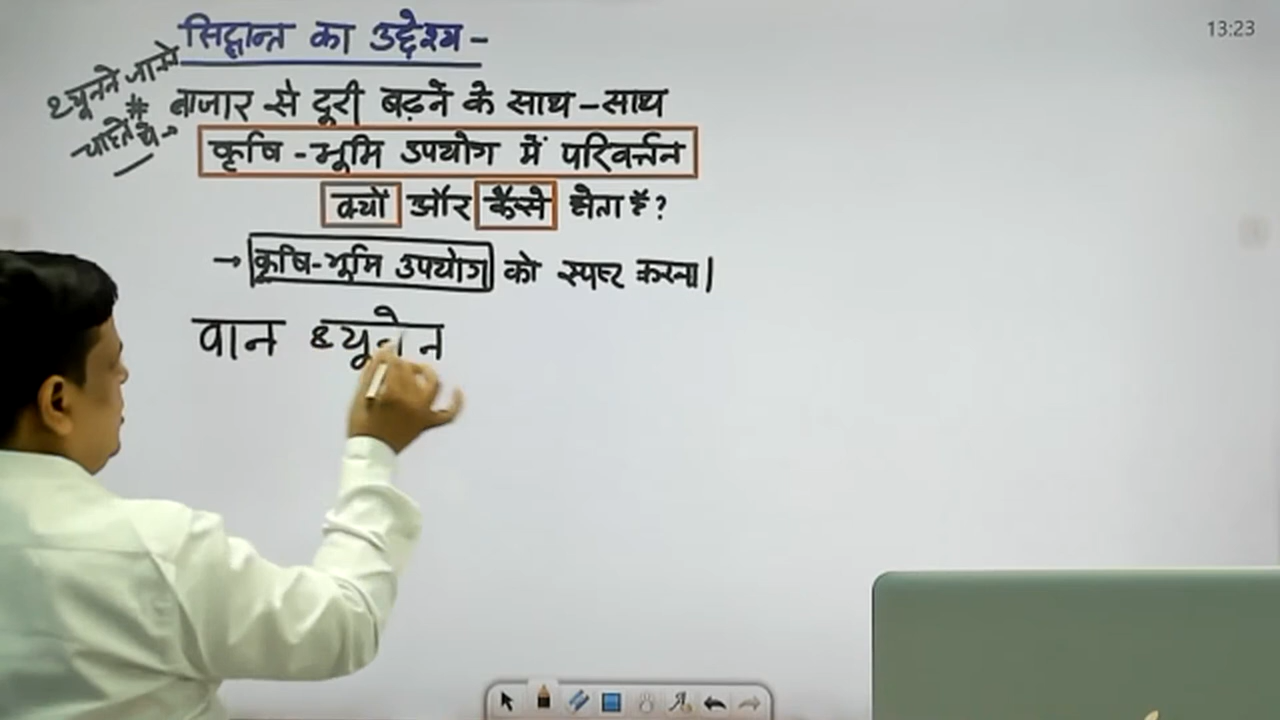 13:23
सिद्धान्त का उद्देश्य -
थ्यूनेन जानने
चाहते थे →
* बाजार से दूरी बढ़ने के साथ-साथ
कृषि-भूमि उपयोग में परिवर्त्तन
क्यों और कैसे होता है?
→ कृषि-भूमि उपयोग को स्पष्ट करना।
वान थ्यूनेन